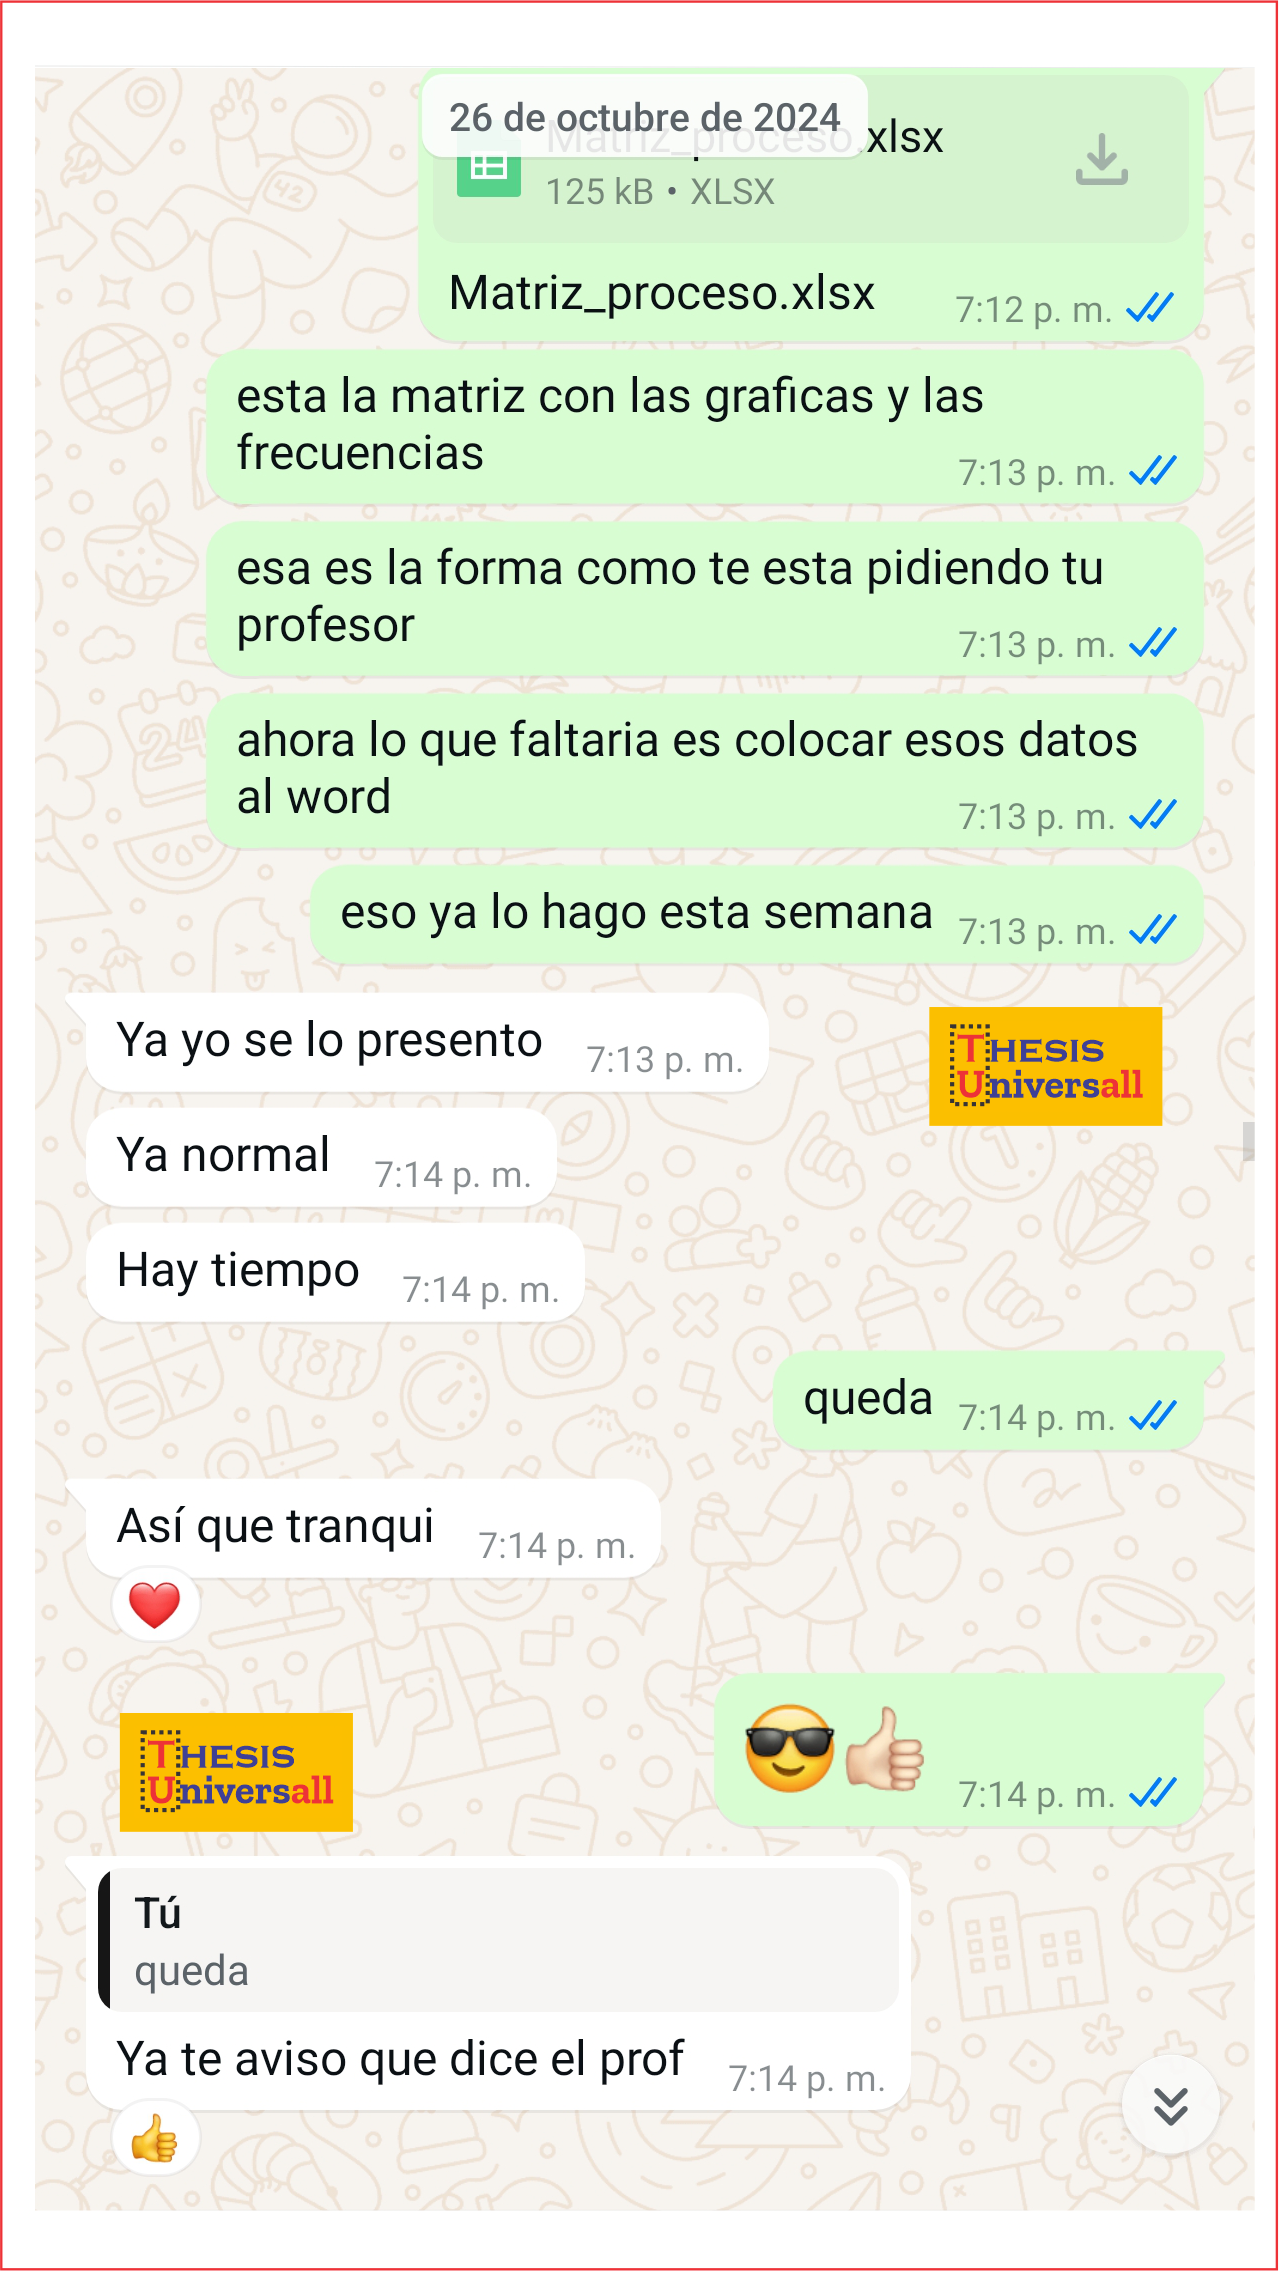 26 de octubre de 2024
Matriz_proceso.xlsx
125 kB • XLSX
Matriz_proceso.xlsx
7:12 p. m.
esta la matriz con las graficas y las
frecuencias
7:13 p. m.
esa es la forma como te esta pidiendo tu
profesor
7:13 p. m.
ahora lo que faltaria es colocar esos datos
al word
7:13 p. m.
eso ya lo hago esta semana
7:13 p. m.
Ya yo se lo presento
7:13 p. m.
THESIS
Universall
Ya normal
7:14 p. m.
Hay tiempo
7:14 p. m.
queda
7:14 p. m.
Así que tranqui
7:14 p. m.
❤️
😎👍🏻
7:14 p. m.
THESIS
Universall
Tú
queda
Ya te aviso que dice el prof
7:14 p. m.
👍